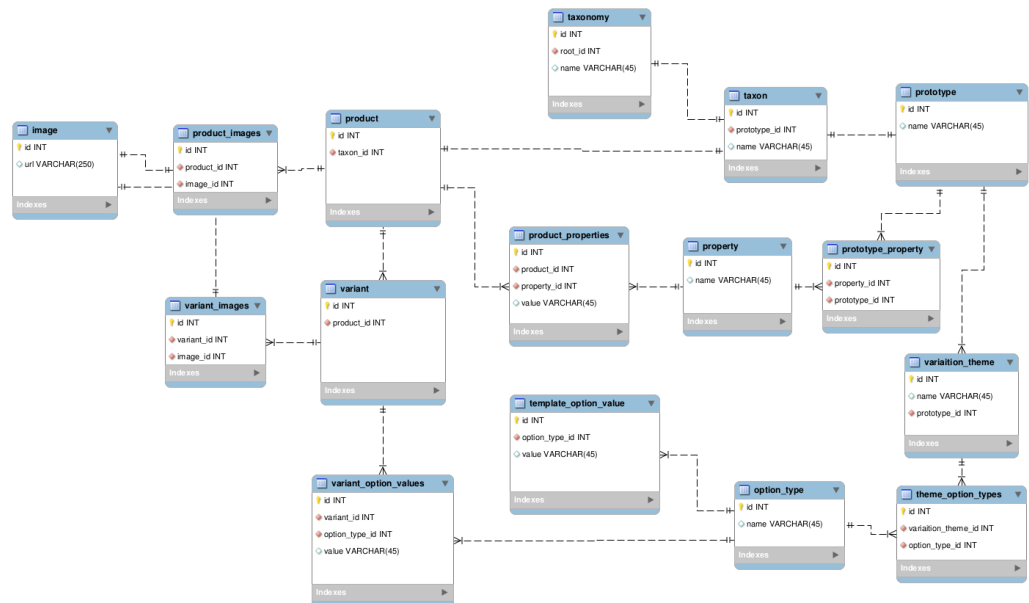 taxonomy
id INT
root_id INT
name VARCHAR(45)
Indexes
taxon
id INT
prototype_id INT
name VARCHAR(45)
Indexes
prototype
id INT
name VARCHAR(45)
Indexes
image
id INT
url VARCHAR(250)
Indexes
product_images
id INT
product_id INT
image_id INT
Indexes
product
id INT
taxon_id INT
Indexes
product_properties
id INT
product_id INT
property_id INT
value VARCHAR(45)
Indexes
property
id INT
name VARCHAR(45)
Indexes
prototype_property
id INT
property_id INT
prototype_id INT
Indexes
variant_images
id INT
variant_id INT
image_id INT
Indexes
variant
id INT
product_id INT
Indexes
variaition_theme
id INT
name VARCHAR(45)
prototype_id INT
Indexes
template_option_value
id INT
option_type_id INT
value VARCHAR(45)
Indexes
variant_option_values
id INT
variant_id INT
option_type_id INT
value VARCHAR(45)
Indexes
option_type
id INT
name VARCHAR(45)
Indexes
theme_option_types
id INT
variaition_theme_id INT
option_type_id INT
Indexes